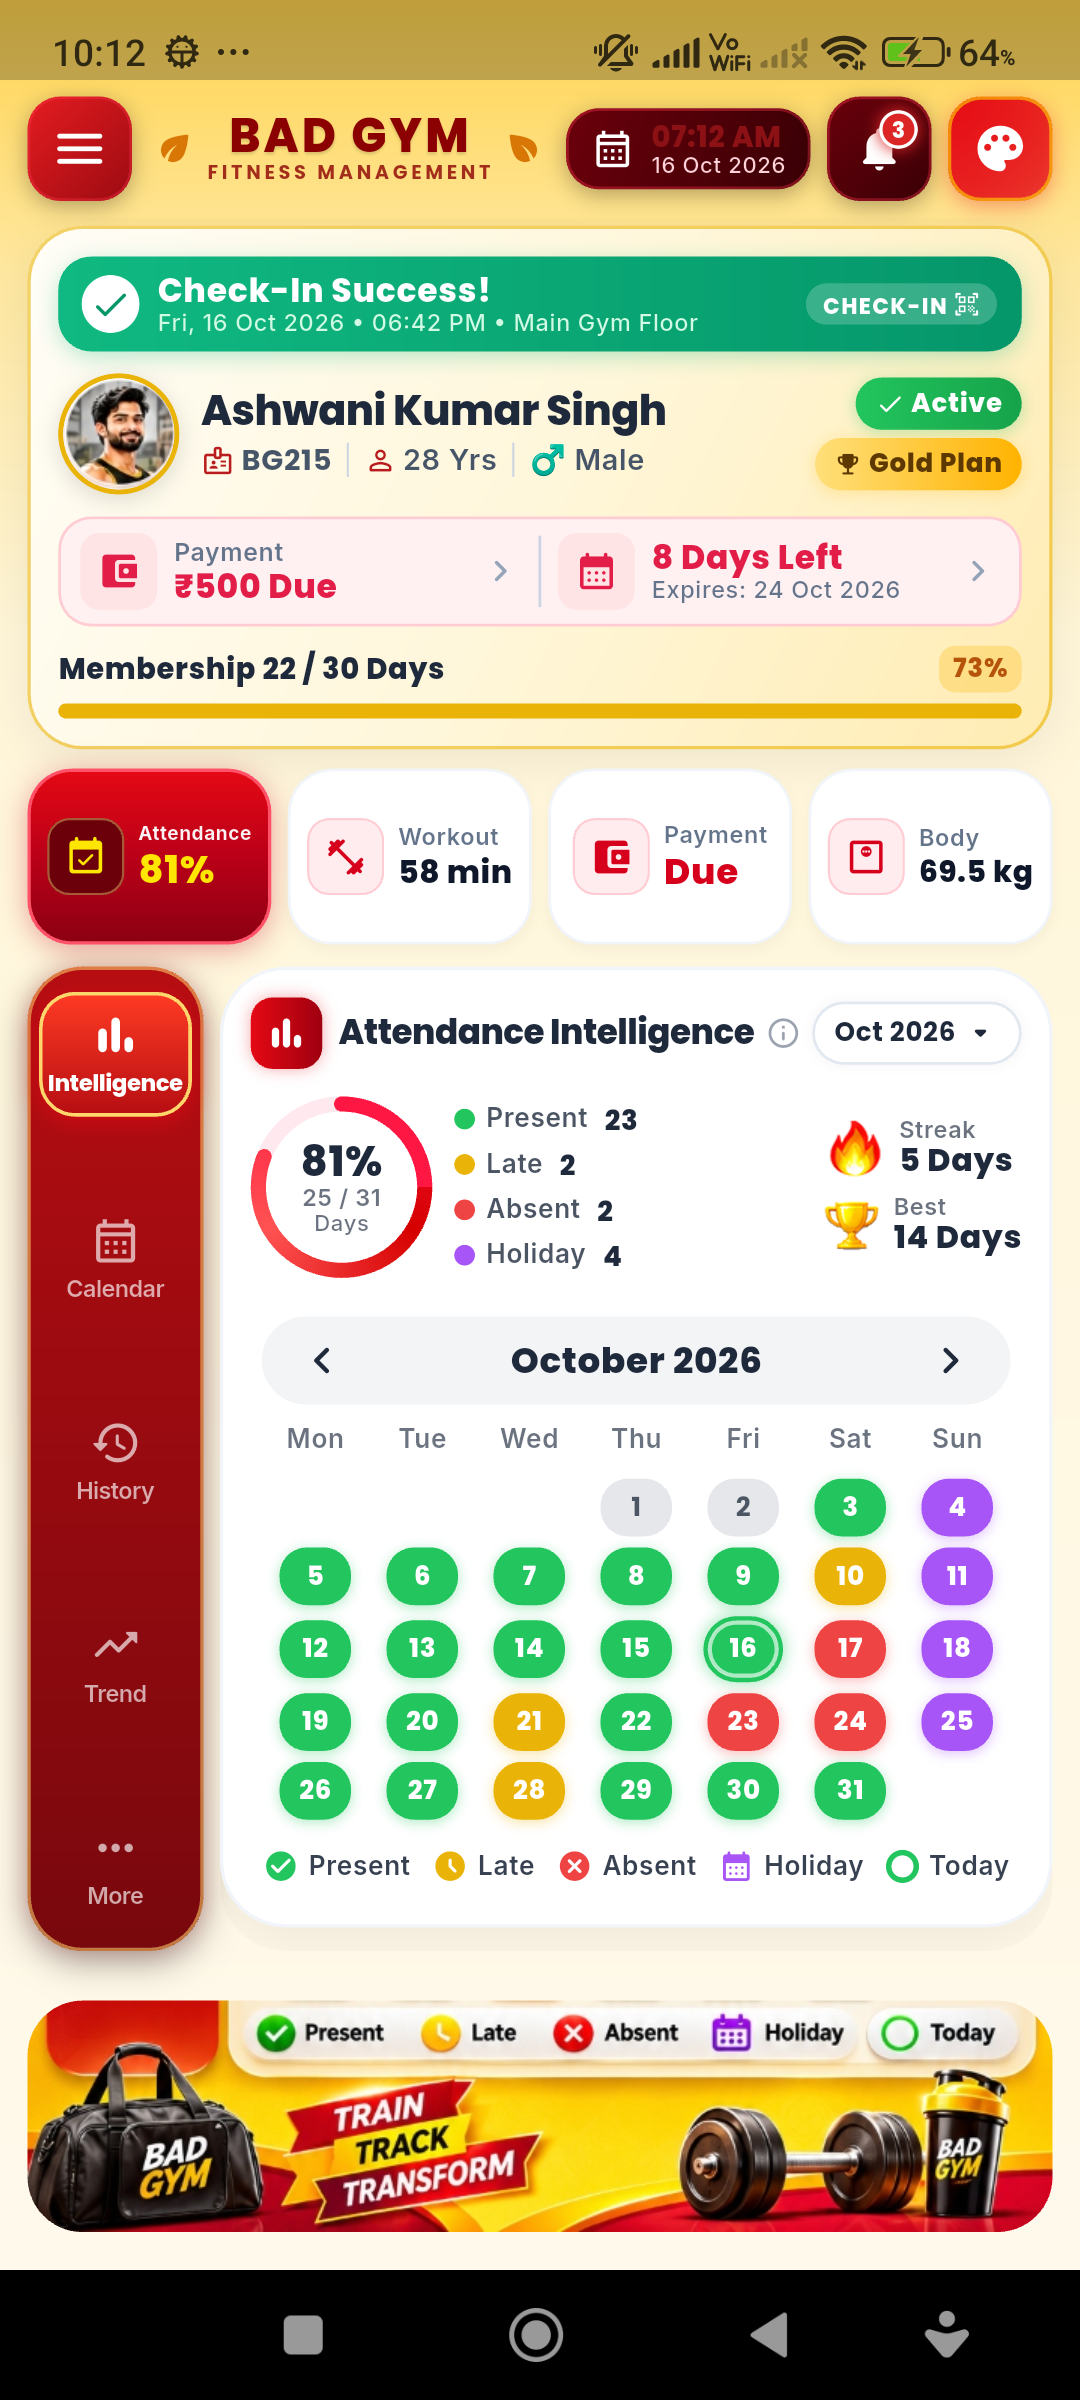 10:12 ... Vo WiFi 64%
BAD GYM
FITNESS MANAGEMENT
07:12 AM
16 Oct 2026
3
Check-In Success!
Fri, 16 Oct 2026 • 06:42 PM • Main Gym Floor
CHECK-IN
Ashwani Kumar Singh
BG215 28 Yrs Male
Active
Gold Plan
Payment
₹500 Due
8 Days Left
Expires: 24 Oct 2026
Membership 22 / 30 Days
73%
Attendance
81%
Workout
58 min
Payment
Due
Body
69.5 kg
Intelligence
Calendar
History
Trend
More
Attendance Intelligence
Oct 2026
81%
25 / 31
Days
Present 23
Late 2
Absent 2
Holiday 4
Streak
5 Days
Best
14 Days
October 2026
Mon Tue Wed Thu Fri Sat Sun
1 2 3 4
5 6 7 8 9 10 11
12 13 14 15 16 17 18
19 20 21 22 23 24 25
26 27 28 29 30 31
Present Late Absent Holiday Today
Present Late Absent Holiday Today
BAD
GYM
TRAIN
TRACK
TRANSFORM
BAD
GYM